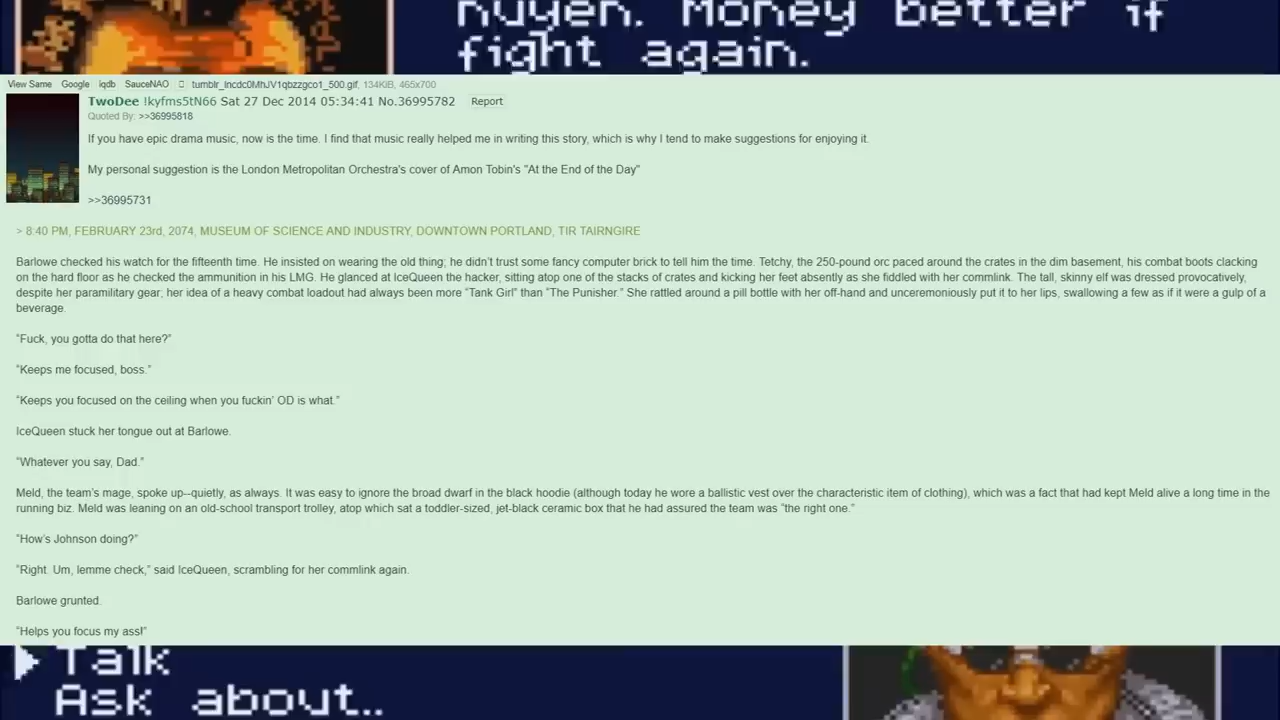 nuyen. Money better if
fight again.
View Same Google iqdb SauceNAO tumblr_lncdc0MhJV1qbzzgco1_500.gif, 134KiB, 465x700
TwoDee !kyfms5tN66 Sat 27 Dec 2014 05:34:41 No.36995782 Report
Quoted By: >>36995818
If you have epic drama music, now is the time. I find that music really helped me in writing this story, which is why I tend to make suggestions for enjoying it.
My personal suggestion is the London Metropolitan Orchestra's cover of Amon Tobin's "At the End of the Day"
>>36995731
> 8:40 PM, FEBRUARY 23rd, 2074, MUSEUM OF SCIENCE AND INDUSTRY, DOWNTOWN PORTLAND, TIR TAIRNGIRE
Barlowe checked his watch for the fifteenth time. He insisted on wearing the old thing; he didn’t trust some fancy computer brick to tell him the time. Tetchy, the 250-pound orc paced around the crates in the dim basement, his combat boots clacking
on the hard floor as he checked the ammunition in his LMG. He glanced at IceQueen the hacker, sitting atop one of the stacks of crates and kicking her feet absently as she fiddled with her commlink. The tall, skinny elf was dressed provocatively,
despite her paramilitary gear; her idea of a heavy combat loadout had always been more “Tank Girl” than “The Punisher.” She rattled around a pill bottle with her off-hand and unceremoniously put it to her lips, swallowing a few as if it were a gulp of a
beverage.
“Fuck, you gotta do that here?”
“Keeps me focused, boss.”
“Keeps you focused on the ceiling when you fuckin’ OD is what.”
IceQueen stuck her tongue out at Barlowe.
“Whatever you say, Dad.”
Meld, the team’s mage, spoke up--quietly, as always. It was easy to ignore the broad dwarf in the black hoodie (although today he wore a ballistic vest over the characteristic item of clothing), which was a fact that had kept Meld alive a long time in the
running biz. Meld was leaning on an old-school transport trolley, atop which sat a toddler-sized, jet-black ceramic box that he had assured the team was “the right one.”
“How’s Johnson doing?”
“Right. Um, lemme check,” said IceQueen, scrambling for her commlink again.
Barlowe grunted.
“Helps you focus my ass!”
Talk
Ask about..